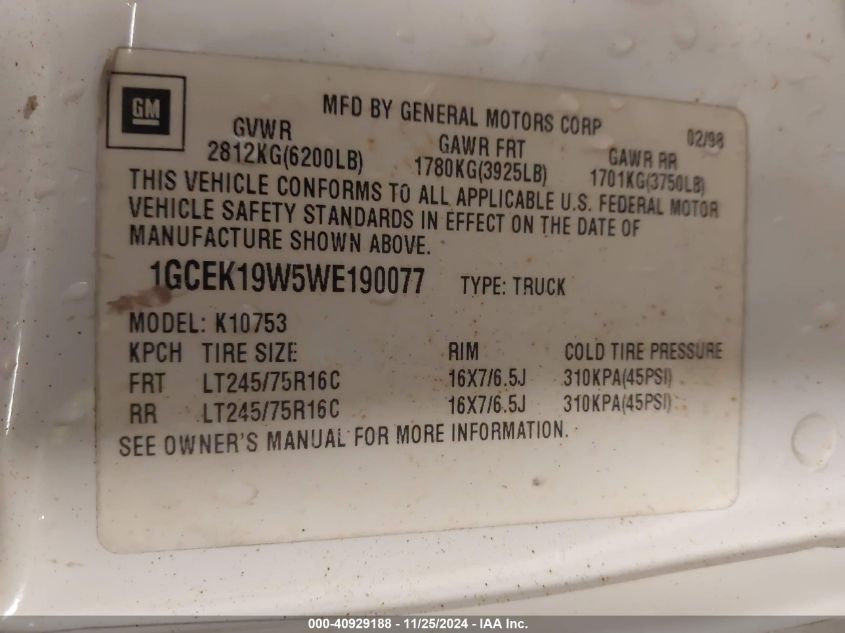 GM
MFD BY GENERAL MOTORS CORP 02/98
GVWR GAWR FRT GAWR RR
2812KG(6200LB) 1780KG(3925LB) 1701KG(3750LB)
THIS VEHICLE CONFORMS TO ALL APPLICABLE U.S. FEDERAL MOTOR
VEHICLE SAFETY STANDARDS IN EFFECT ON THE DATE OF
MANUFACTURE SHOWN ABOVE.
1GCEK19W5WE190077 TYPE: TRUCK
MODEL: K10753
KPCH TIRE SIZE RIM COLD TIRE PRESSURE
FRT LT245/75R16C 16X7/6.5J 310KPA(45PSI)
RR LT245/75R16C 16X7/6.5J 310KPA(45PSI)
SEE OWNER'S MANUAL FOR MORE INFORMATION.
000-40929188 - 11/25/2024 - IAA Inc.